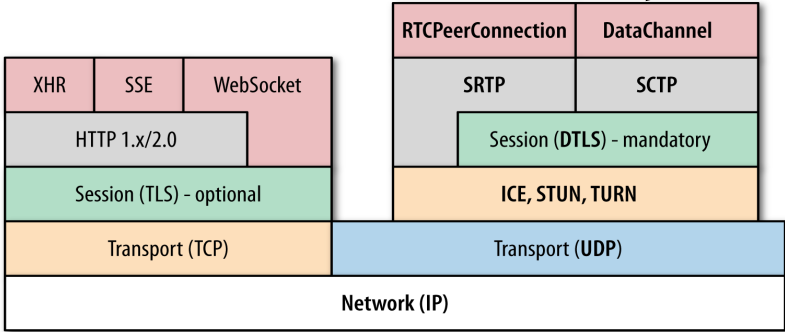 RTCPeerConnection DataChannel
XHR SSE WebSocket SRTP SCTP
HTTP 1.x/2.0 Session (DTLS) - mandatory
Session (TLS) - optional ICE, STUN, TURN
Transport (TCP) Transport (UDP)
Network (IP)